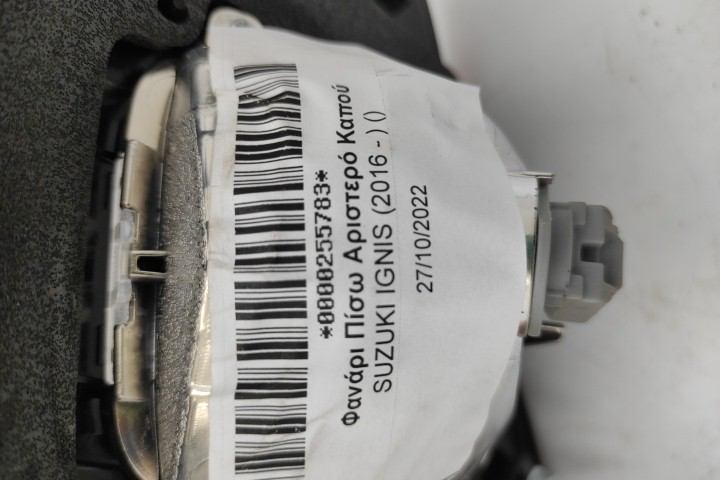 *0000255783*
Φανάρι Πίσω Αριστερό Καπού
SUZUKI IGNIS (2016 - ) ()
27/10/2022